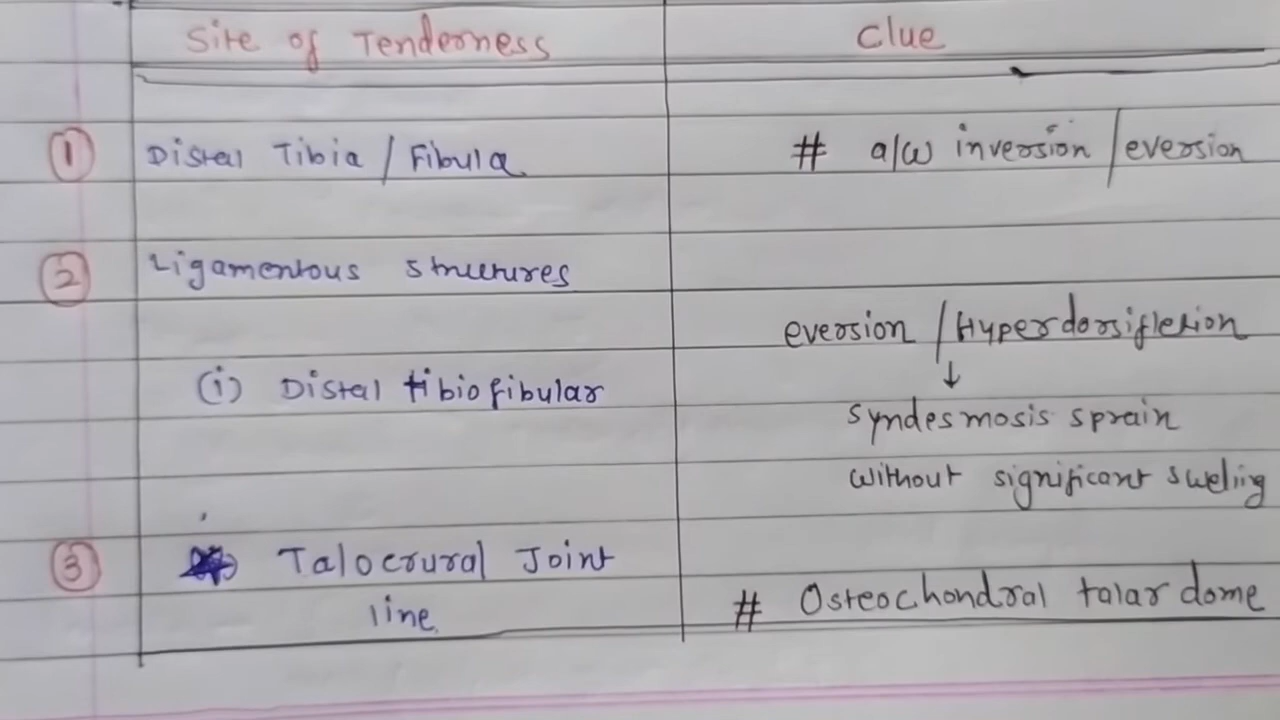 Site of Tenderness Clue
① Distal Tibia / Fibula # a/w inversion / eversion
② Ligamentous structures
eversion / Hyperdorsiflexion
(i) Distal tibiofibular ↓
syndesmosis sprain
without significant sweling
③ Talocrural Joint
line # Osteochondral talar dome